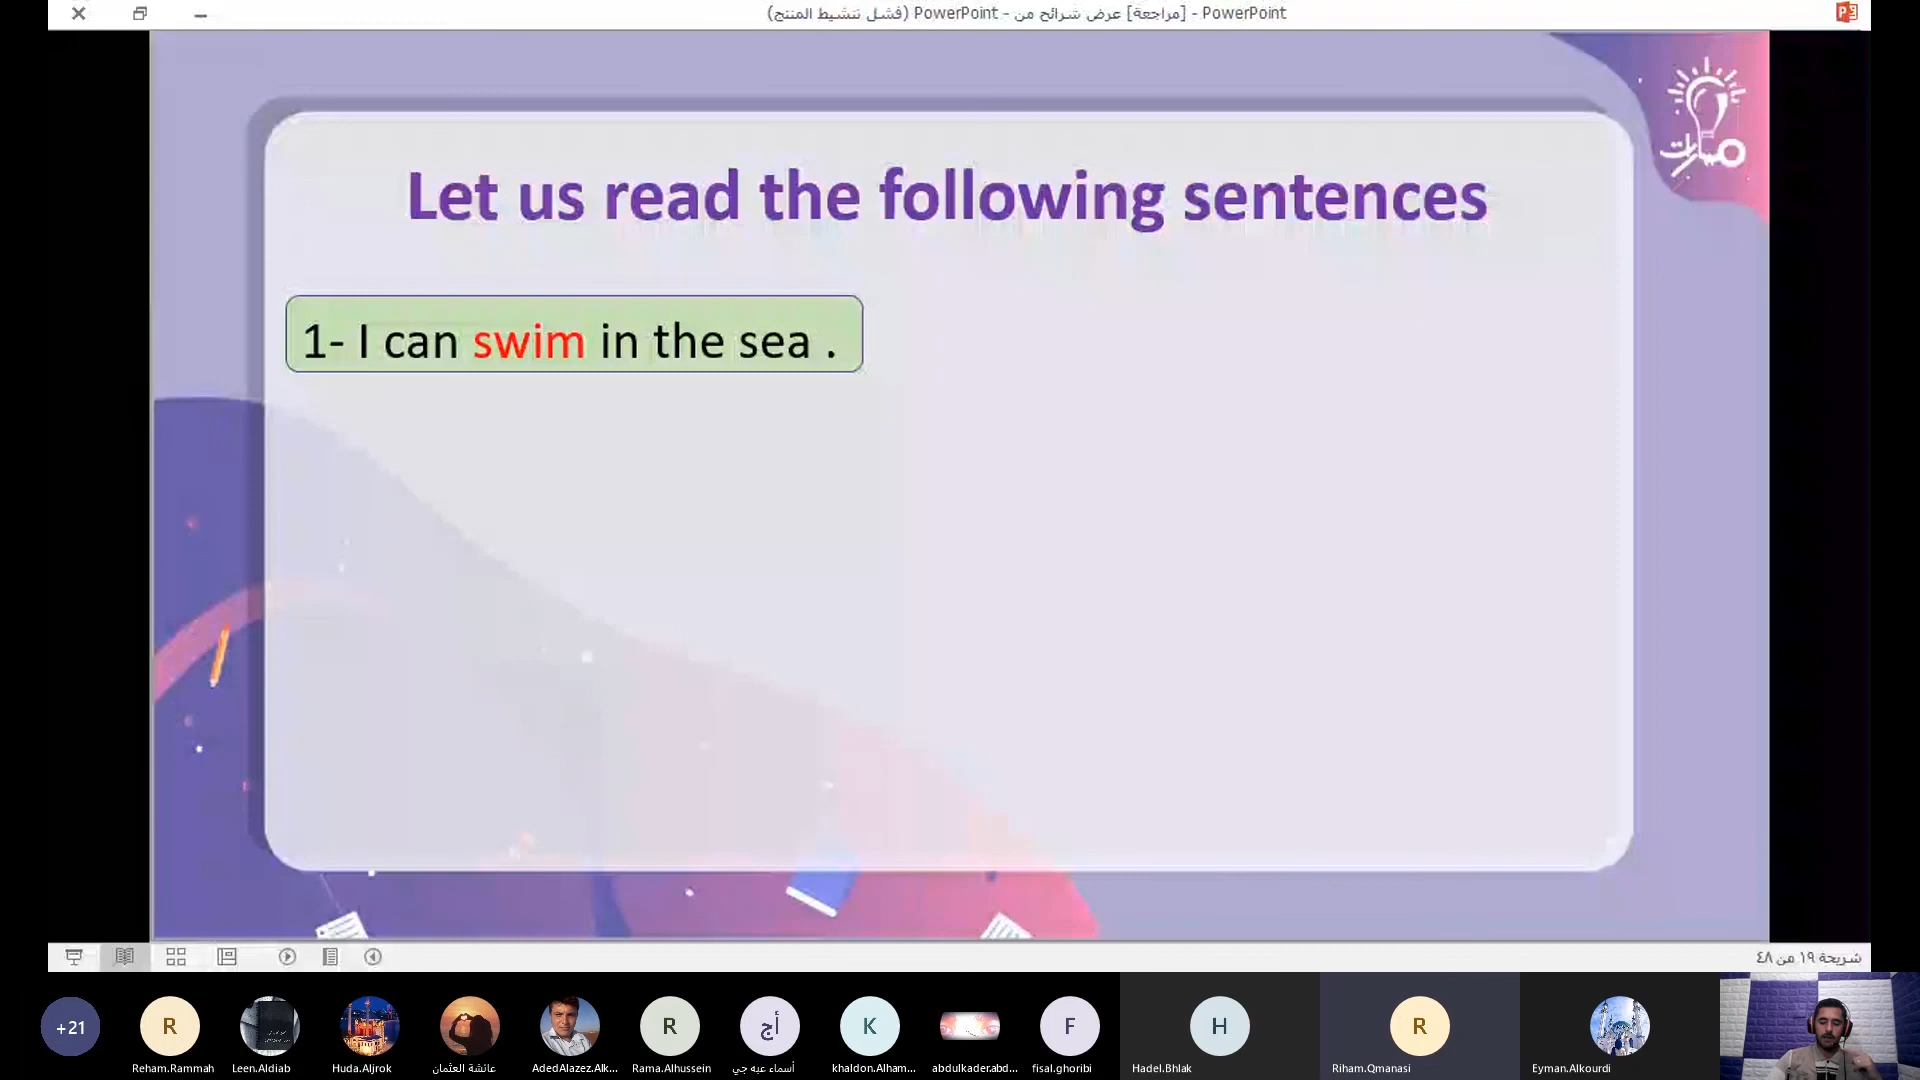 PowerPoint - [مراجعة] عرض شرائح من - PowerPoint (فشل تنشيط المنتج)
مسارات
Let us read the following sentences
1- I can swim in the sea .
شريحة ١٩ من ٤٨
+21
R
R
أج
K
F
H
R
Reham.Rammah
Leen.Aldiab
Huda.Aljrok
عائشة العثمان
AdedAlazez.Alk...
Rama.Alhussein
أسماء عبه جي
khaldon.Alham...
abdulkader.abd...
fisal.ghoribi
Hadel.Bhlak
Riham.Qmanasi
Eyman.Alkourdi